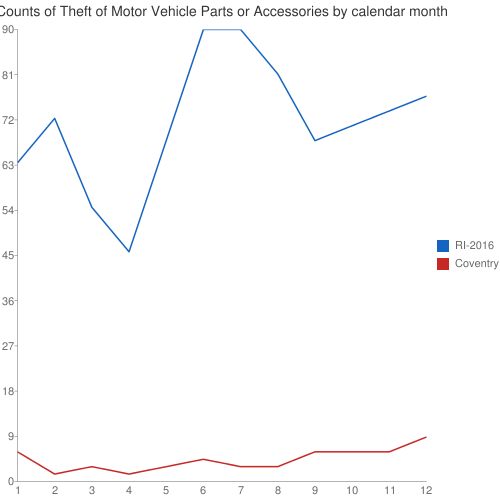 Counts of Theft of Motor Vehicle Parts or Accessories by calendar month
90
81
72
63
54
45
36
27
18
9
0
RI-2016
Coventry
1 2 3 4 5 6 7 8 9 10 11 12